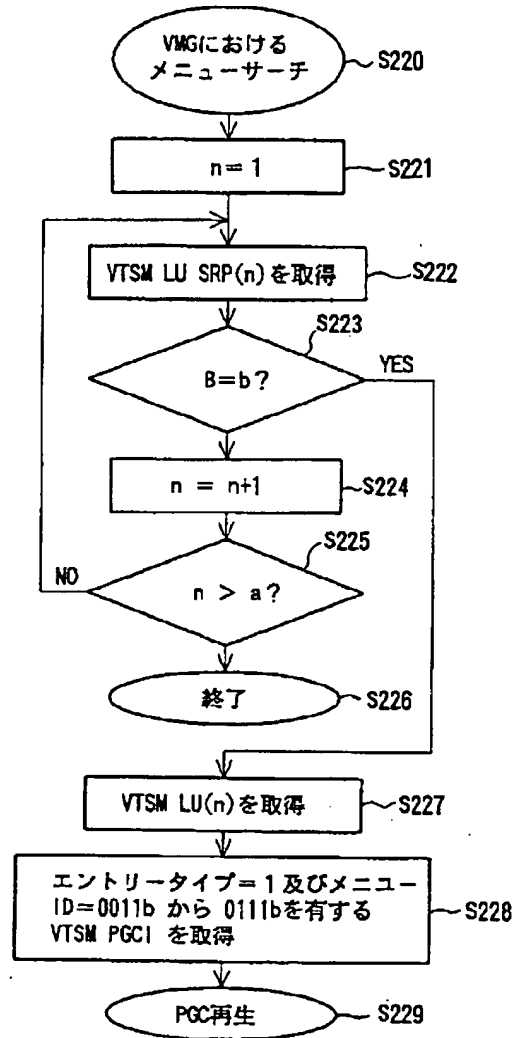 VMGにおける
メニューサーチ
S220
n=1
S221
VTSM LU SRP(n)を取得
S222
S223
B=b?
YES
n = n+1
S224
S225
NO
n > a?
終了
S226
VTSM LU(n)を取得
S227
エントリータイプ=1及びメニュー
ID=0011b から 0111bを有する
VTSM PGCI を取得
S228
PGC再生
S229